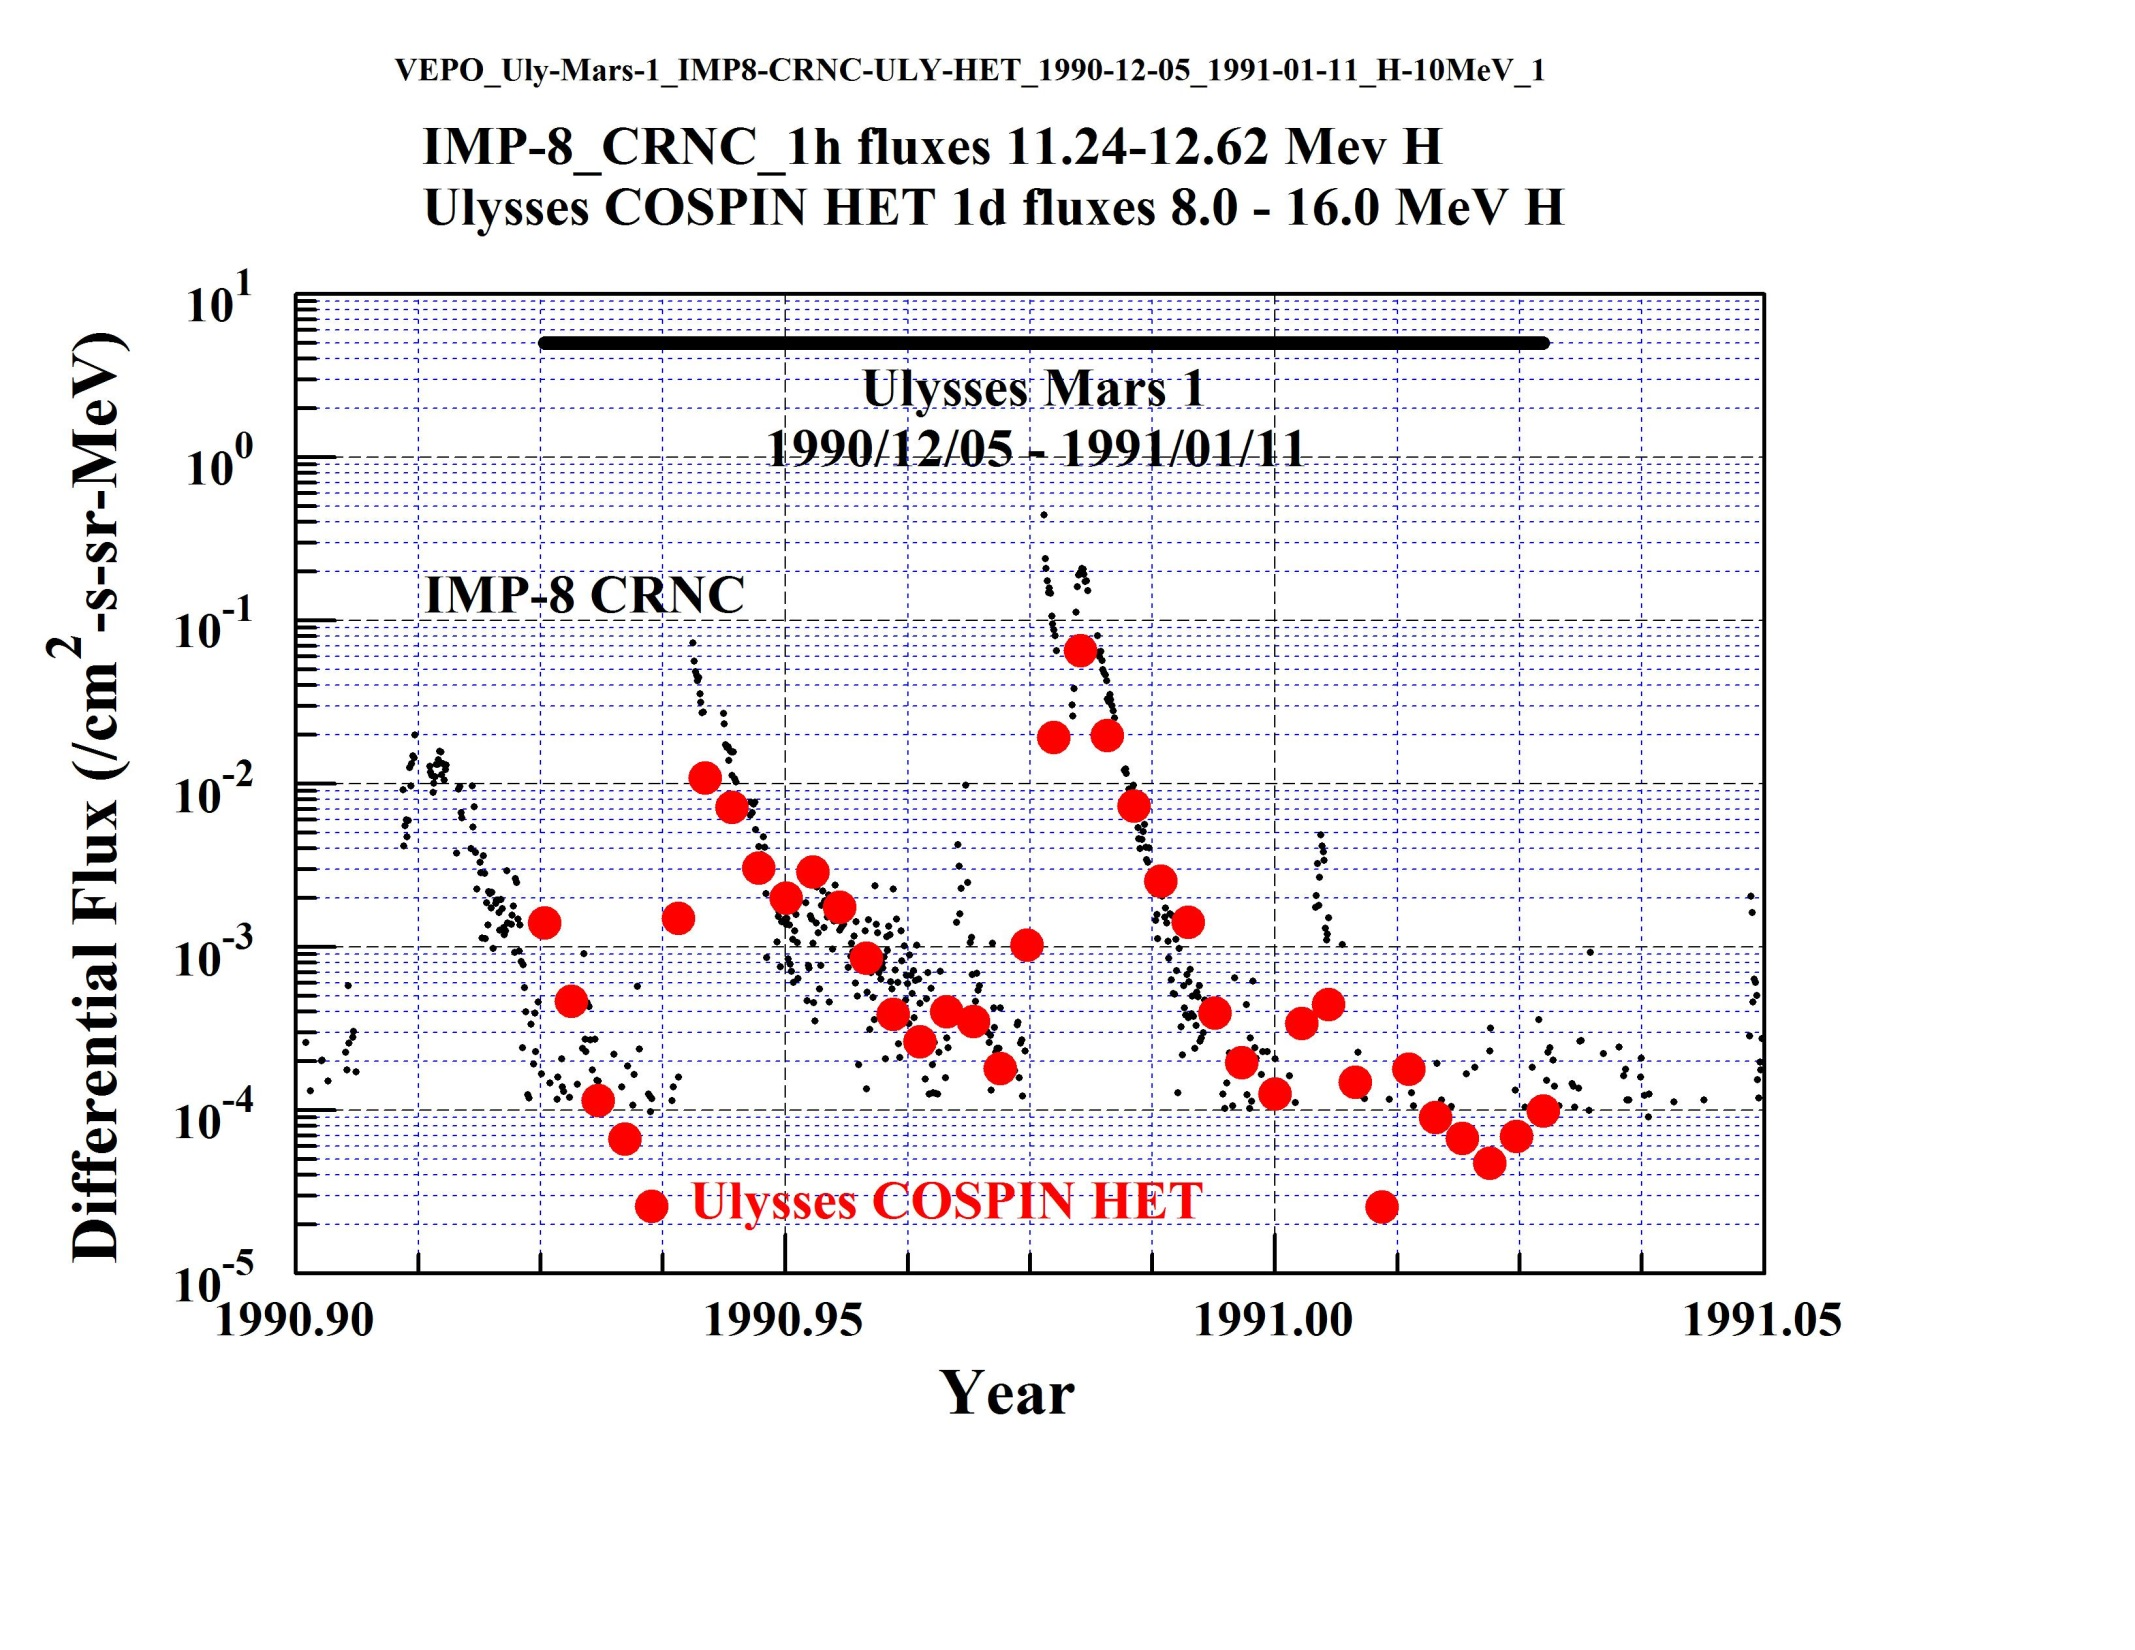 VEPO_Uly-Mars-1_IMP8-CRNC-ULY-HET_1990-12-05_1991-01-11_H-10MeV_1
IMP-8_CRNC_1h fluxes 11.24-12.62 Mev H
Ulysses COSPIN HET 1d fluxes 8.0 - 16.0 MeV H
10^1
Ulysses Mars 1
1990/12/05 - 1991/01/11
10^0
IMP-8 CRNC
10^-1
10^-2
10^-3
10^-4
Ulysses COSPIN HET
10^-5
Differential Flux (/cm^2-s-sr-MeV)
1990.90 1990.95 1991.00 1991.05
Year